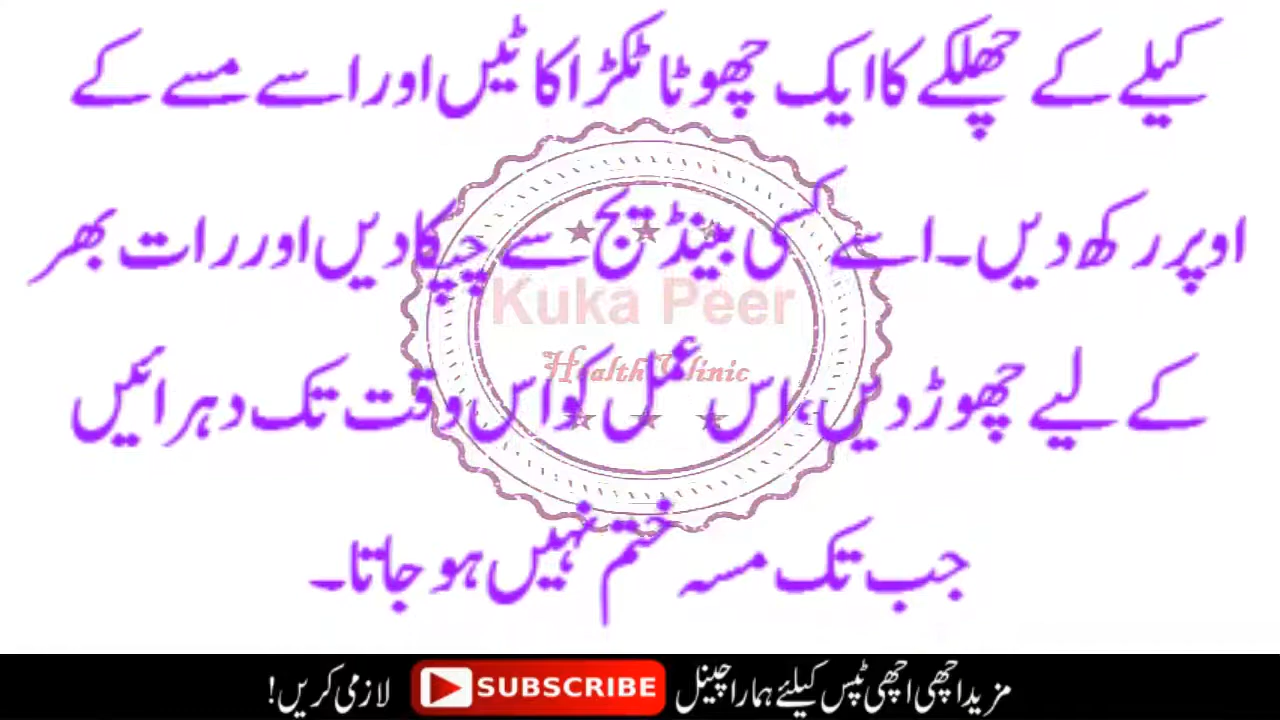 کیلے کے چھلکے کا ایک چھوٹا ٹکڑا کاٹیں اور اسے مسے کے
اوپر رکھ دیں۔ اسے کسی بینڈیج سے چپکا دیں اور رات بھر
Kuka Peer
Health Clinic
کے لیے چھوڑ دیں، اس عمل کو اس وقت تک دہرائیں
جب تک مسہ ختم نہیں ہو جاتا۔
مزید اچھی اچھی ٹپس کیلئے ہمارا چینل SUBSCRIBE لازمی کریں!